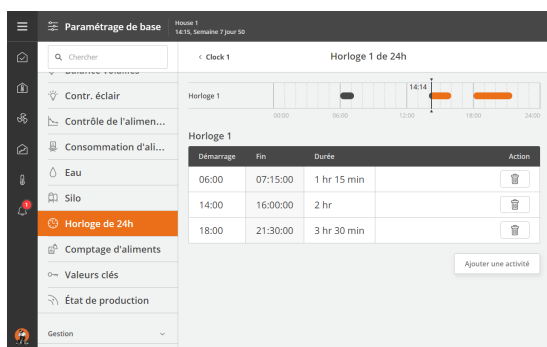 Paramétrage de base
House 1
14:15, Semaine 7 Jour 50
Chercher
‹ Clock 1
Horloge 1 de 24h
Balance volailles
Contr. éclair
Contrôle de l'alimen...
Consommation d'ali...
Eau
Silo
Horloge de 24h
Comptage d'aliments
Valeurs clés
État de production
Gestion
1
14:14
Horloge 1
00:00 06:00 12:00 18:00 24:00
Horloge 1
Démarrage Fin Durée Action
06:00 07:15:00 1 hr 15 min
14:00 16:00:00 2 hr
18:00 21:30:00 3 hr 30 min
Ajouter une activité